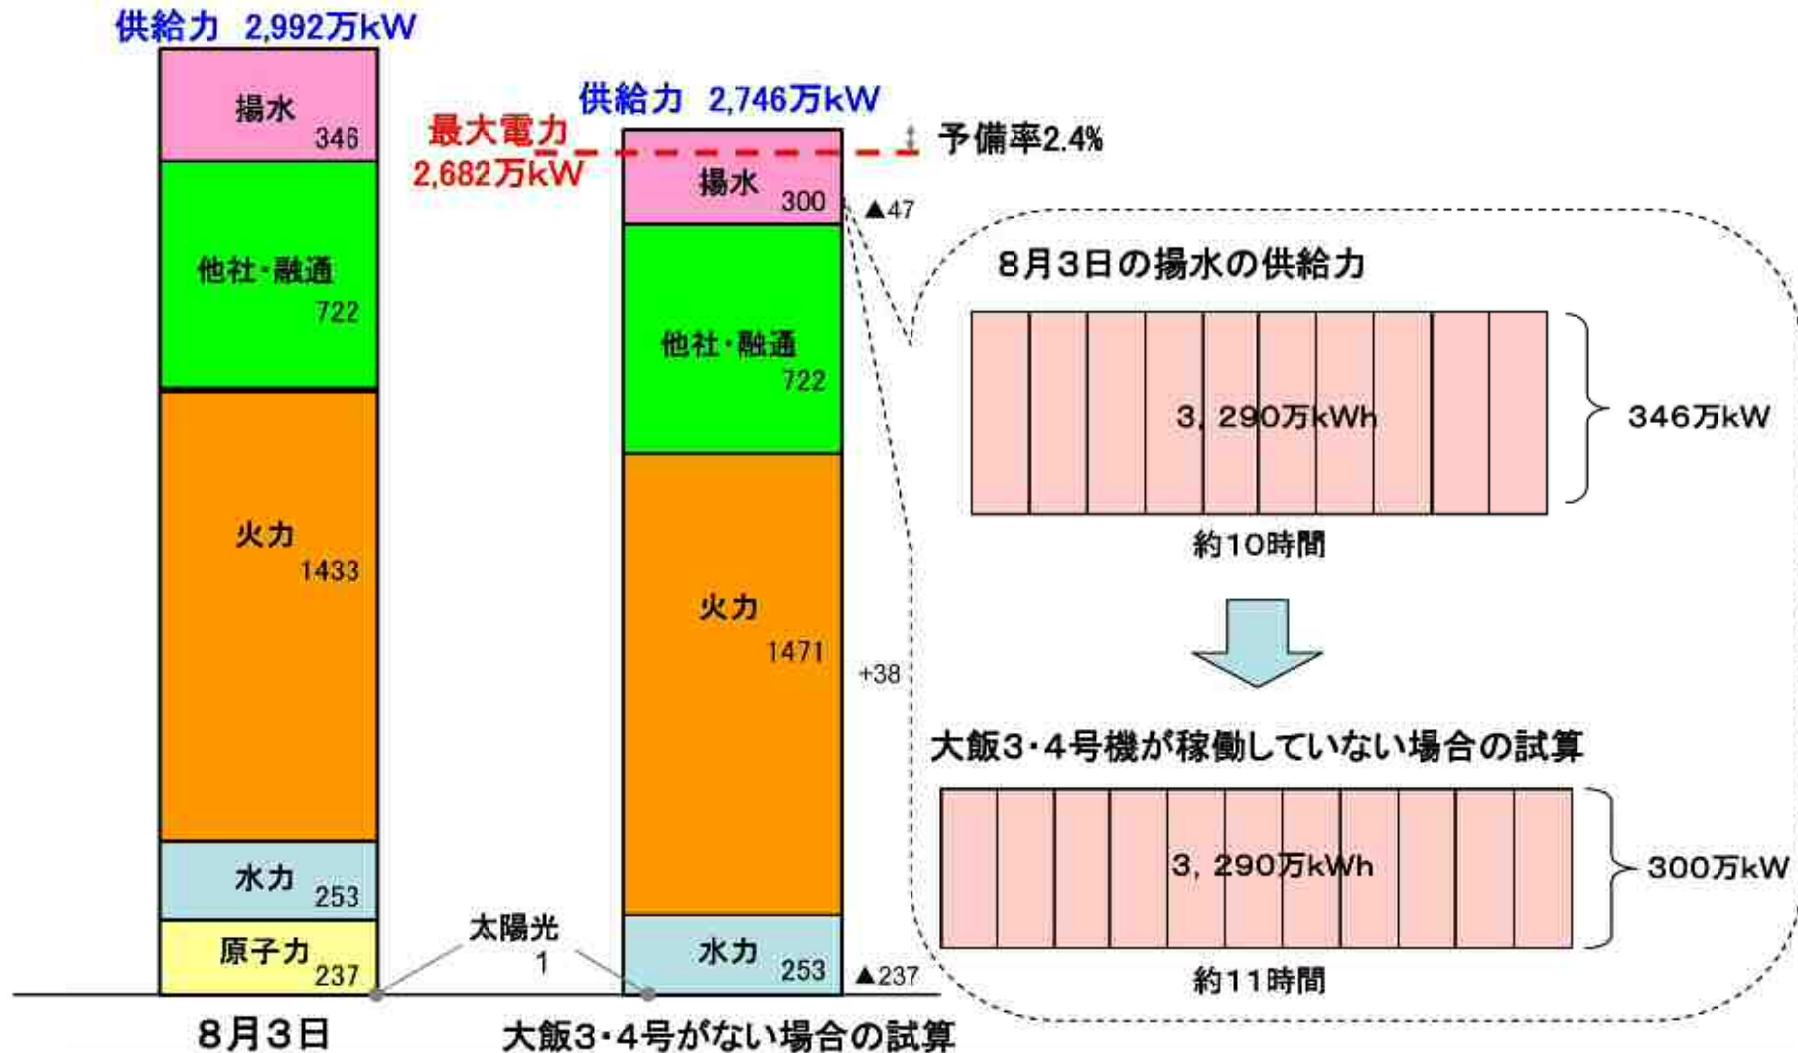 供給力 2,992万kW
揚水
346
他社・融通
722
火力
1433
水力
253
原子力
237
8月3日
太陽光
1
最大電力
2,682万kW
供給力 2,746万kW
予備率2.4%
揚水
300
▲47
他社・融通
722
火力
1471
+38
水力
253
▲237
大飯3・4号がない場合の試算
8月3日の揚水の供給力
3, 290万kWh
346万kW
約10時間
大飯3・4号機が稼働していない場合の試算
3, 290万kWh
300万kW
約11時間